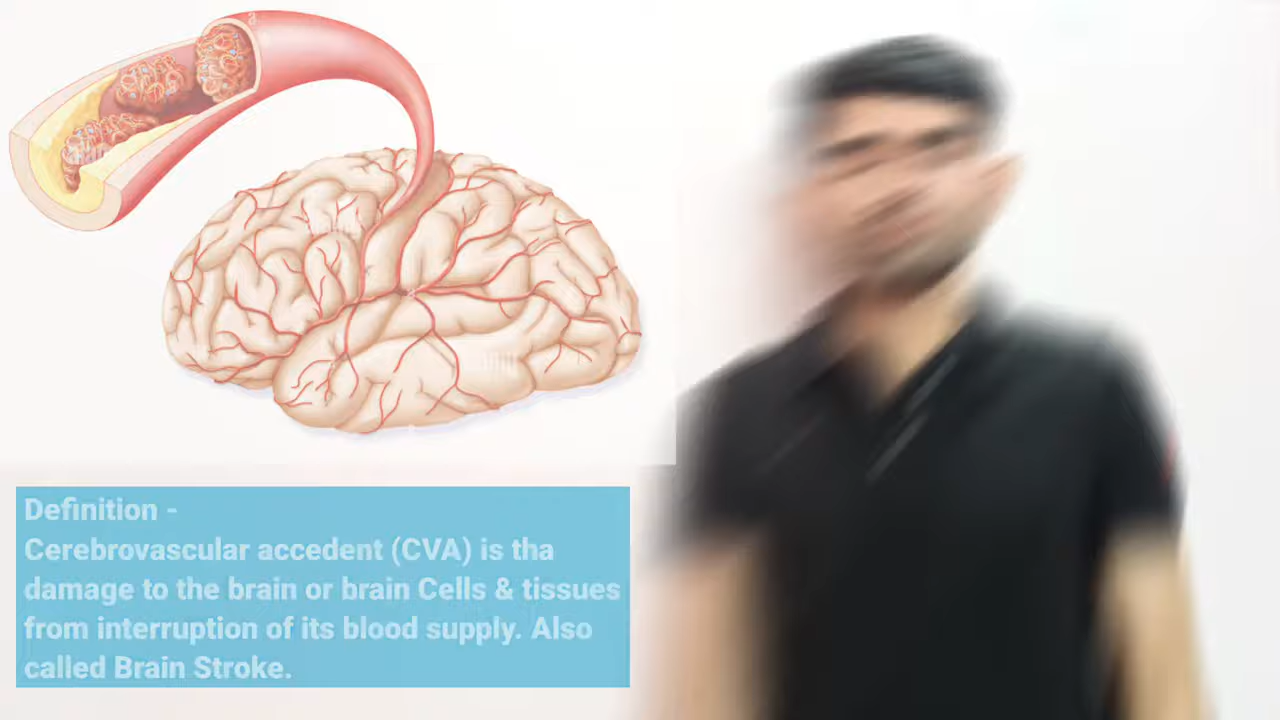 Definition -
Cerebrovascular accedent (CVA) is tha
damage to the brain or brain Cells & tissues
from interruption of its blood supply. Also
called Brain Stroke.